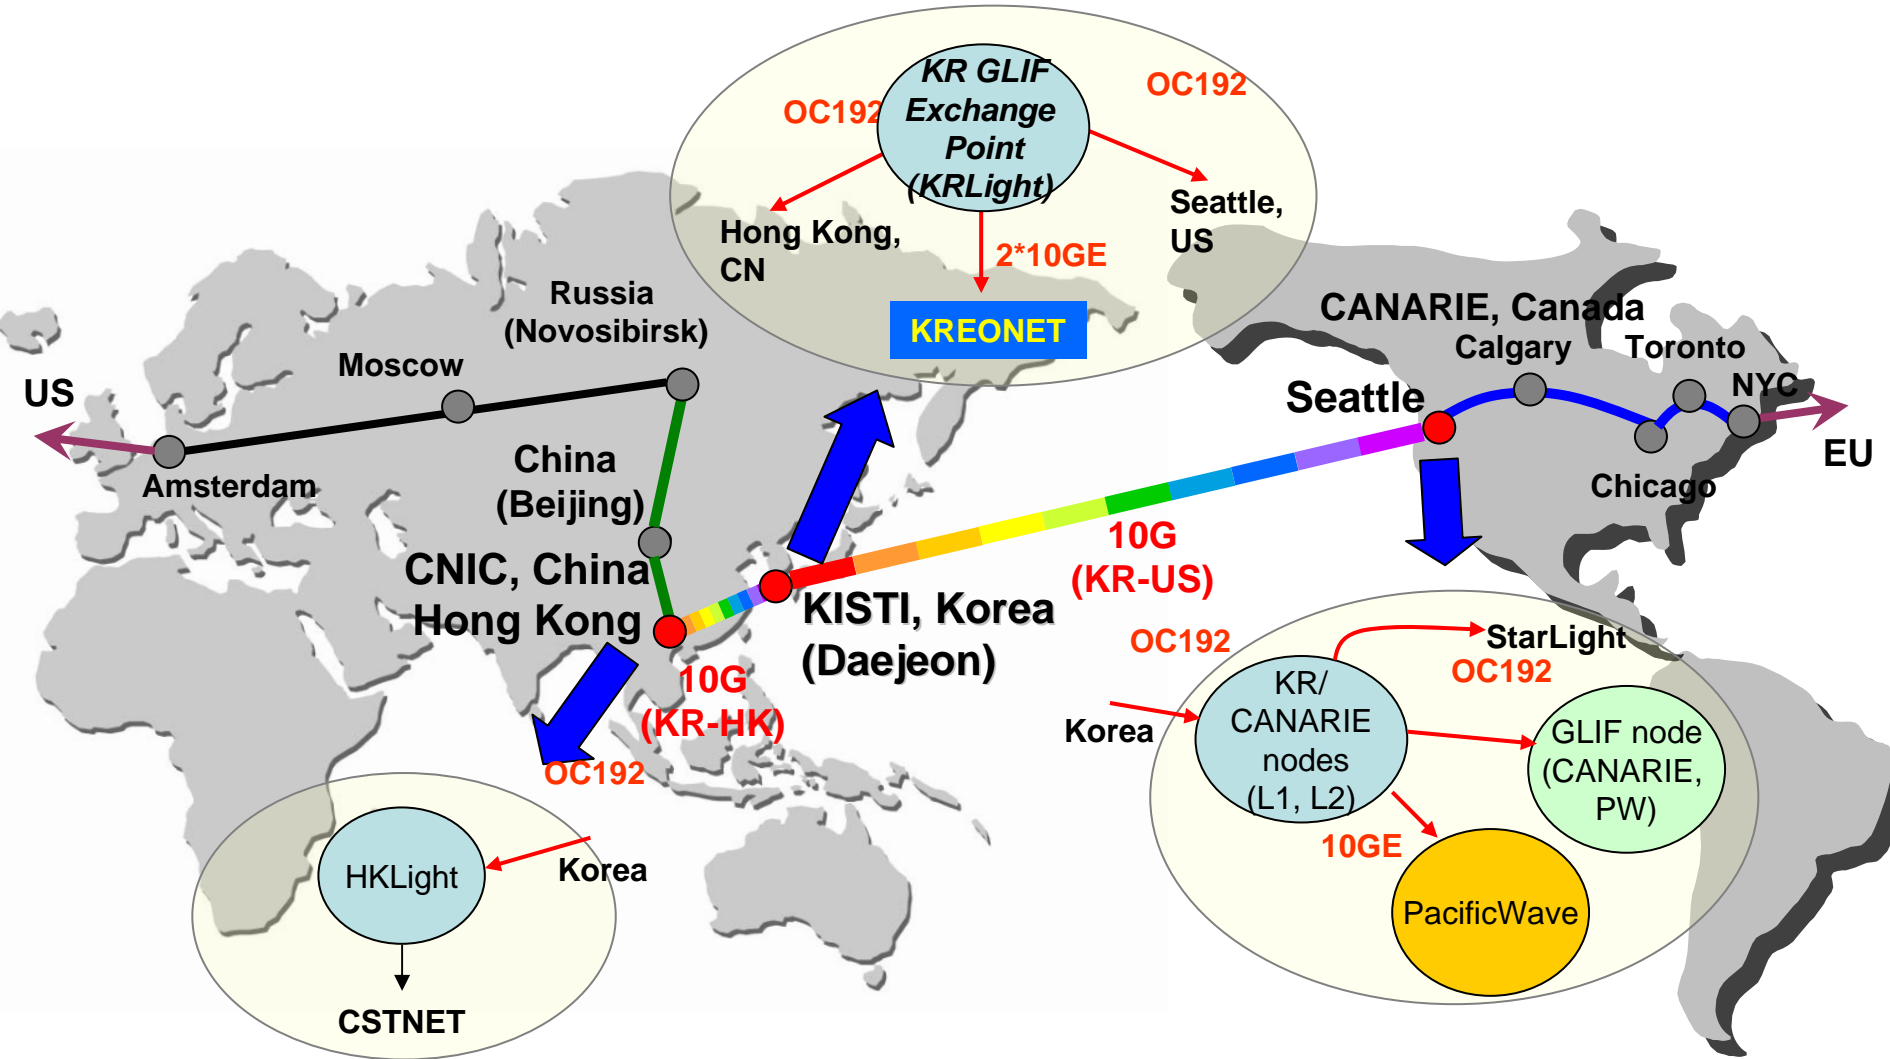 KR GLIF
Exchange
Point
(KRLight)
OC192
OC192
Hong Kong,
CN
Seattle,
US
2*10GE
KREONET
Russia
(Novosibirsk)
Moscow
US
Amsterdam
China
(Beijing)
CNIC, China
Hong Kong
KISTI, Korea
(Daejeon)
10G
(KR-HK)
10G
(KR-US)
CANARIE, Canada
Calgary
Toronto
NYC
Seattle
Chicago
EU
OC192
HKLight
Korea
CSTNET
OC192
StarLight
OC192
Korea
KR/
CANARIE
nodes
(L1, L2)
GLIF node
(CANARIE,
PW)
10GE
PacificWave